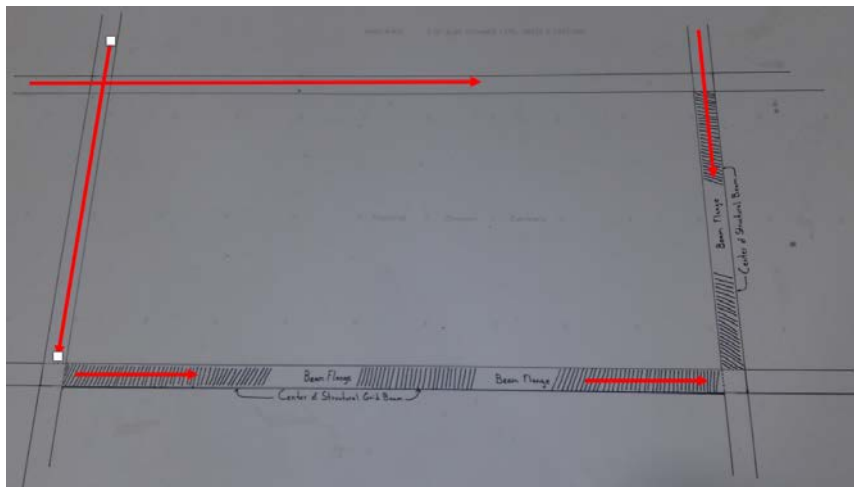 Beam Flange
Center of Structural Beam
Beam Flange
Beam Flange
Center of Structural Grid Beam